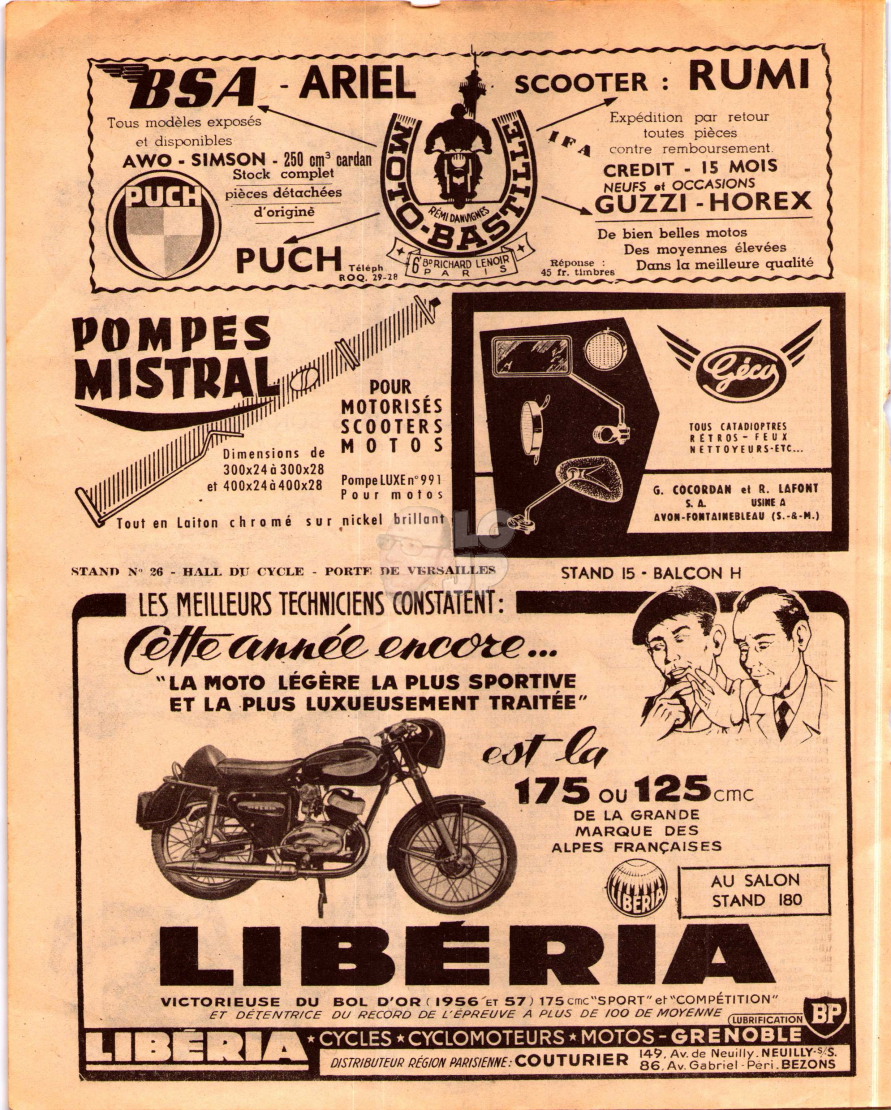 BSA - ARIEL
Tous modèles exposés
et disponibles
AWO - SIMSON - 250 cm³ cardan
Stock complet
pièces détachées
d'origine
PUCH
PUCH
Téléph
ROQ. 29-28
MOTO-BASTILLE
RÉMI DANVIGNES
6 Bᴰ RICHARD LENOIR
PARIS
SCOOTER : RUMI
IFA
Expédition par retour
toutes pièces
contre remboursement.
CREDIT - 15 MOIS
NEUFS et OCCASIONS
GUZZI - HOREX
De bien belles motos
Des moyennes élevées
Dans la meilleure qualité
Réponse :
45 fr. timbres
POMPES
MISTRAL
POUR
MOTORISÉS
SCOOTERS
MOTOS
Dimensions de
300x24 à 300x28
et 400x24 à 400x28
Pompe LUXE n° 991
Pour motos
Tout en Laiton chromé sur nickel brillant
STAND N° 26 - HALL DU CYCLE - PORTE DE VERSAILLES
Gécy
TOUS CATADIOPTRES
RETROS - FEUX
NETTOYEURS-ETC...
G. COCORDAN et R. LAFONT
S.A. USINE A
AVON-FONTAINEBLEAU (S.-&-M.)
STAND 15 - BALCON H
LES MEILLEURS TECHNICIENS CONSTATENT :
Cette année encore...
"LA MOTO LÉGÈRE LA PLUS SPORTIVE
ET LA PLUS LUXUEUSEMENT TRAITÉE"
est la
175 OU 125 cmc
DE LA GRANDE
MARQUE DES
ALPES FRANÇAISES
LIBERIA
AU SALON
STAND 180
LIBÉRIA
VICTORIEUSE DU BOL D'OR (1956 ET 57) 175 cmc "SPORT" et "COMPÉTITION"
ET DÉTENTRICE DU RECORD DE L'ÉPREUVE A PLUS DE 100 DE MOYENNE
LUBRIFICATION
BP
LIBÉRIA
★ CYCLES ★ CYCLOMOTEURS ★ MOTOS - GRENOBLE
DISTRIBUTEUR RÉGION PARISIENNE : COUTURIER
149, Av. de Neuilly. NEUILLY-S/S.
86, Av. Gabriel-Péri. BEZONS